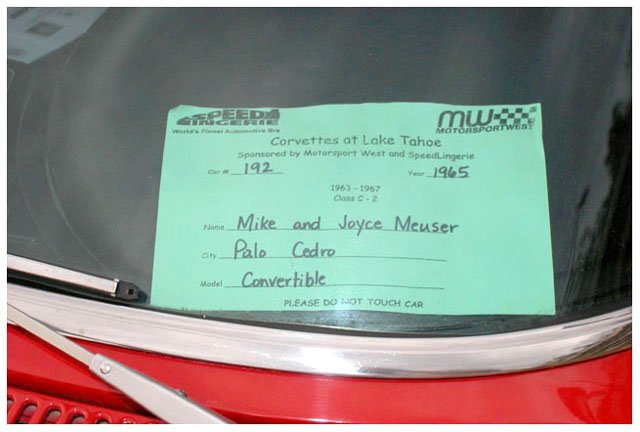 SPEED LINGERIE
World's Finest Automotive Bra
MW
MOTORSPORTWEST
Corvettes at Lake Tahoe
Sponsored by Motorsport West and SpeedLingerie
Car # 192 Year 1965
1963 - 1967
Class C - 2
Name Mike and Joyce Meuser
City Palo Cedro
Model Convertible
PLEASE DO NOT TOUCH CAR